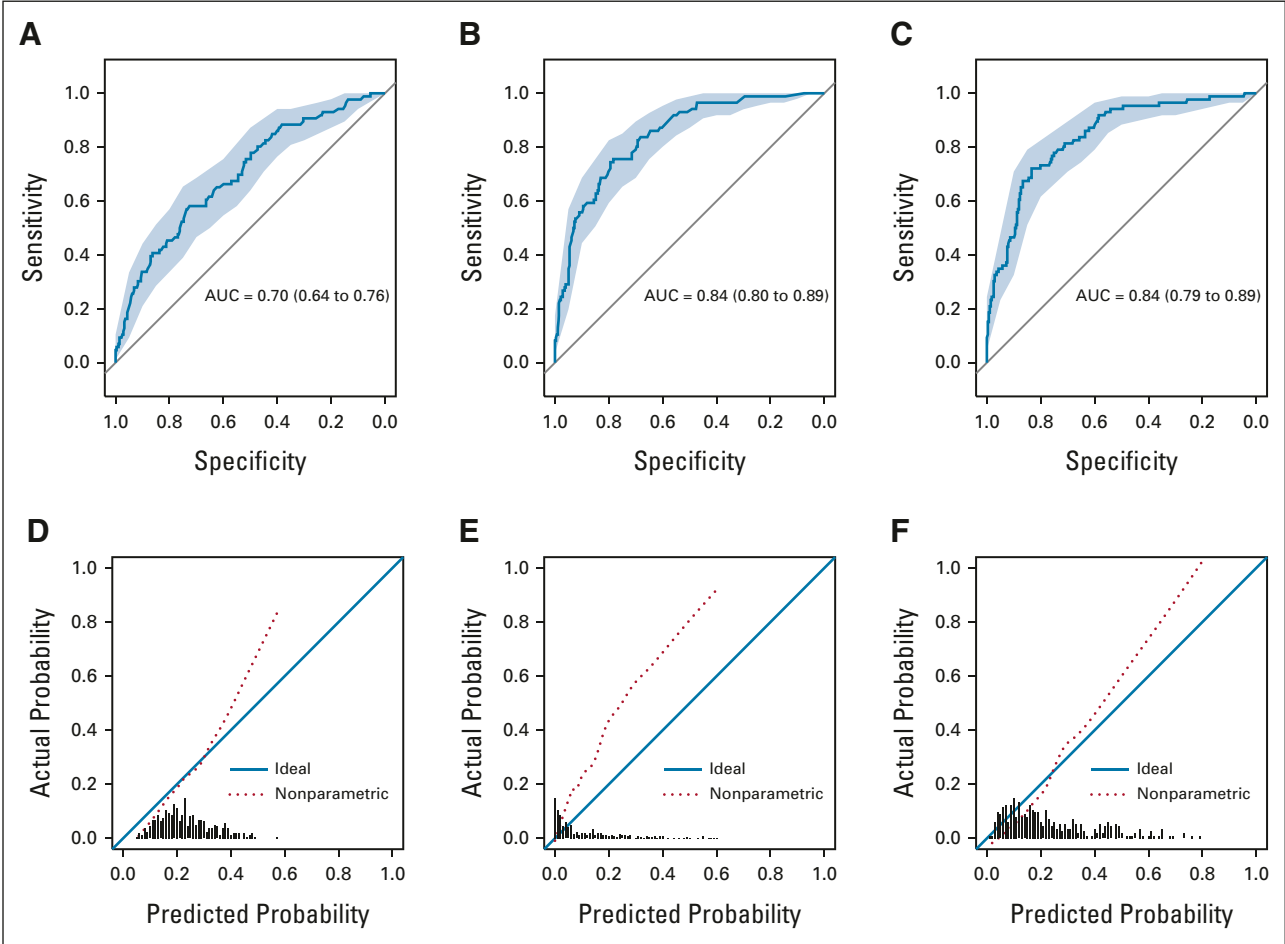 A
B
C
Sensitivity
1.0
0.8
0.6
0.4
0.2
0.0
AUC = 0.70 (0.64 to 0.76)
1.0 0.8 0.6 0.4 0.2 0.0
Specificity
Sensitivity
1.0
0.8
0.6
0.4
0.2
0.0
AUC = 0.84 (0.80 to 0.89)
1.0 0.8 0.6 0.4 0.2 0.0
Specificity
Sensitivity
1.0
0.8
0.6
0.4
0.2
0.0
AUC = 0.84 (0.79 to 0.89)
1.0 0.8 0.6 0.4 0.2 0.0
Specificity
D
E
F
Actual Probability
1.0
0.8
0.6
0.4
0.2
0.0
Ideal
Nonparametric
0.0 0.2 0.4 0.6 0.8 1.0
Predicted Probability
Actual Probability
1.0
0.8
0.6
0.4
0.2
0.0
Ideal
Nonparametric
0.0 0.2 0.4 0.6 0.8 1.0
Predicted Probability
Actual Probability
1.0
0.8
0.6
0.4
0.2
0.0
Ideal
Nonparametric
0.0 0.2 0.4 0.6 0.8 1.0
Predicted Probability